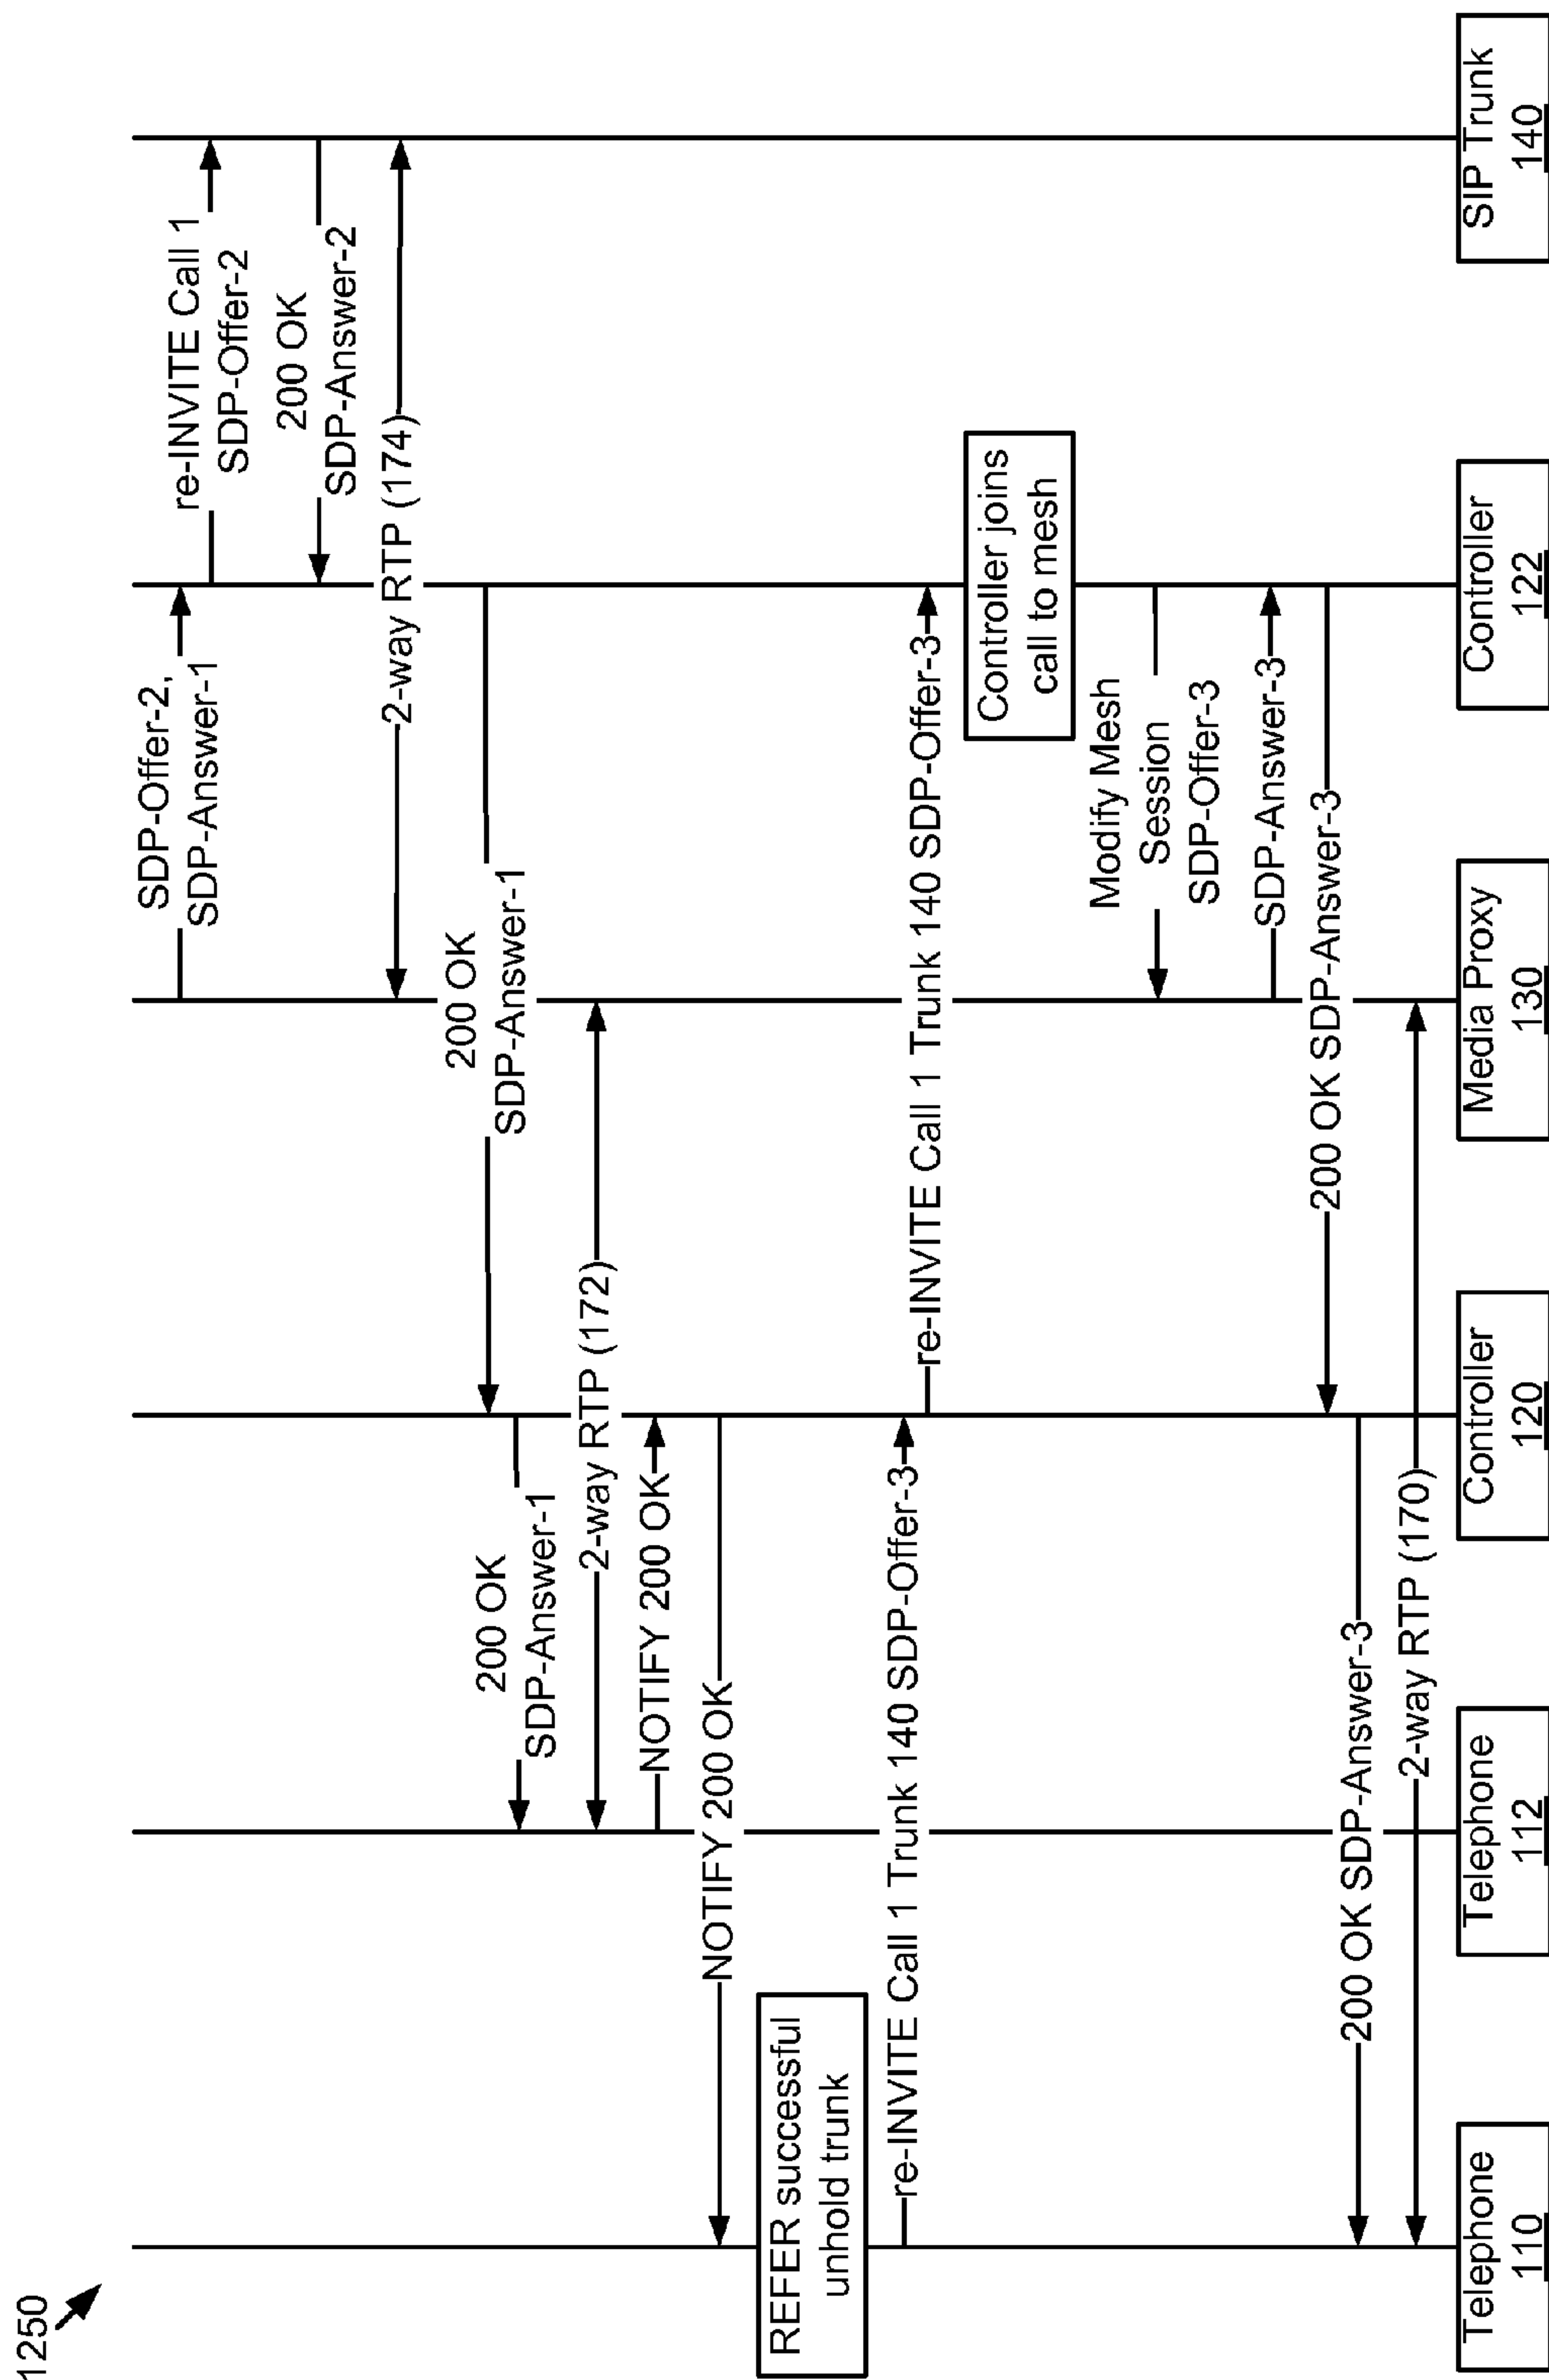 1250
SDP-Offer-2,
SDP-Answer-1
re-INVITE Call 1
SDP-Offer-2
200 OK
SDP-Answer-2
2-way RTP (174)
200 OK
SDP-Answer-1
200 OK
SDP-Answer-1
2-way RTP (172)
NOTIFY 200 OK
NOTIFY 200 OK
REFER successful
unhold trunk
re-INVITE Call 1 Trunk 140 SDP-Offer-3
re-INVITE Call 1 Trunk 140 SDP-Offer-3
Controller joins
call to mesh
Modify Mesh
Session
SDP-Offer-3
SDP-Answer-3
200 OK SDP-Answer-3
200 OK SDP-Answer-3
2-way RTP (170)
Telephone
110
Telephone
112
Controller
120
Media Proxy
130
Controller
122
SIP Trunk
140